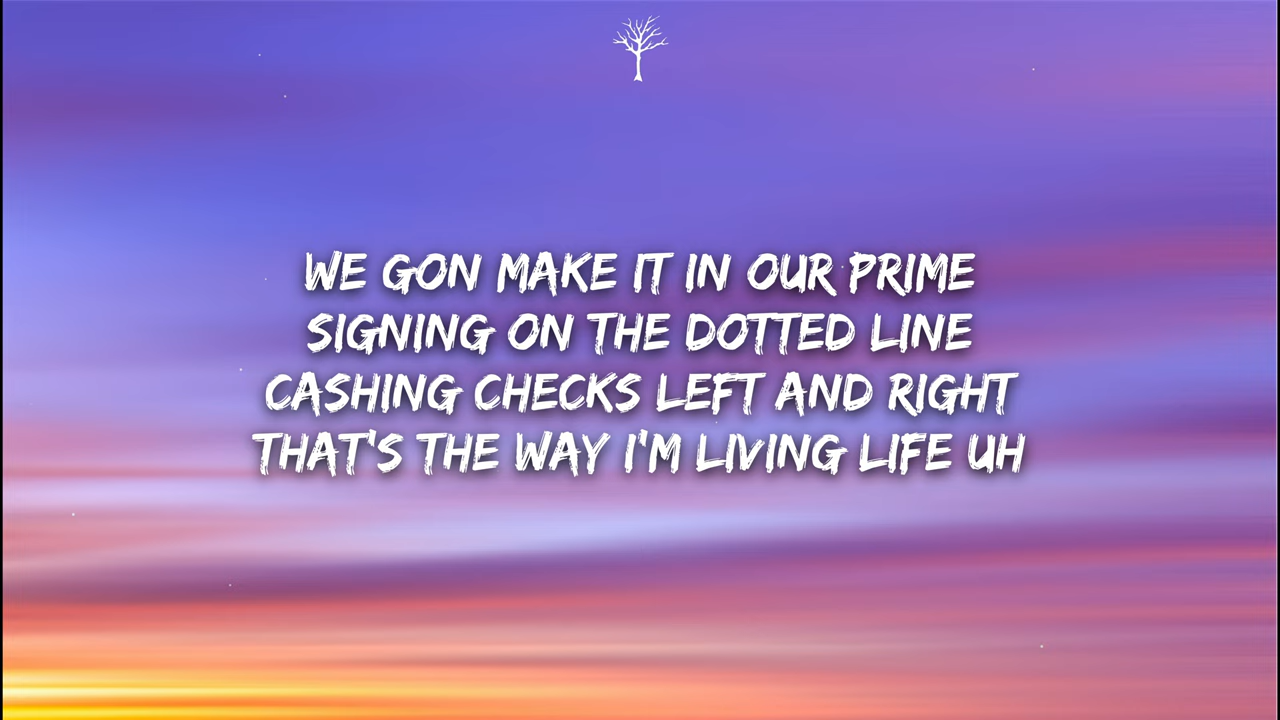 WE GON MAKE IT IN OUR PRIME
SIGNING ON THE DOTTED LINE
CASHING CHECKS LEFT AND RIGHT
THAT'S THE WAY I'M LIVING LIFE UH